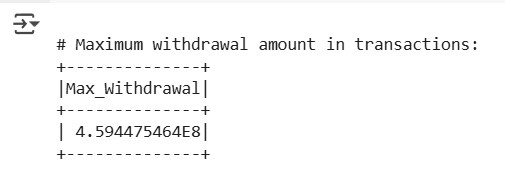 # Maximum withdrawal amount in transactions:
+--------------+
|Max_Withdrawal|
+--------------+
| 4.594475464E8|
+--------------+